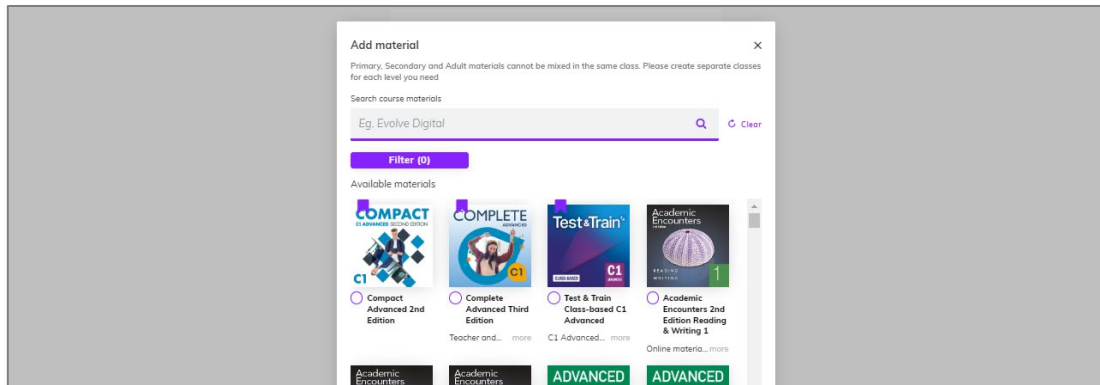 Add material
Primary, Secondary and Adult materials cannot be mixed in the same class. Please create separate classes
for each level you need
Search course materials
Eg. Evolve Digital
Clear
Filter (0)
Available materials
COMPACT
C1 ADVANCED SECOND EDITION
C1
COMPLETE
ADVANCED
C1
Test&Train
CLASS-BASED
C1
ADVANCED
Academic
Encounters
READING
WRITING
1
Compact
Advanced 2nd
Edition
Complete
Advanced Third
Edition
Teacher and... more
Test & Train
Class-based C1
Advanced
C1 Advanced... more
Academic
Encounters 2nd
Edition Reading
& Writing 1
Online materia... more
Academic
Encounters
Academic
Encounters
ADVANCED
ADVANCED